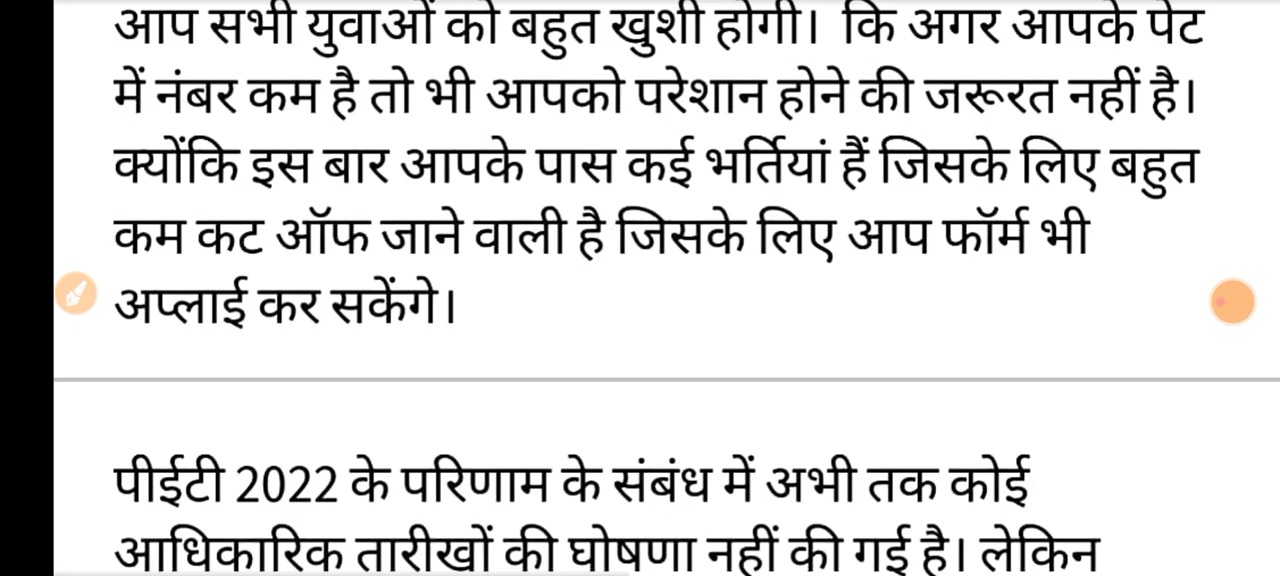 आप सभी युवाओं को बहुत खुशी होगी। कि अगर आपके पेट
में नंबर कम है तो भी आपको परेशान होने की जरूरत नहीं है।
क्योंकि इस बार आपके पास कई भर्तियां हैं जिसके लिए बहुत
कम कट ऑफ जाने वाली है जिसके लिए आप फॉर्म भी
अप्लाई कर सकेंगे।
पीईटी 2022 के परिणाम के संबंध में अभी तक कोई
आधिकारिक तारीखों की घोषणा नहीं की गई है। लेकिन